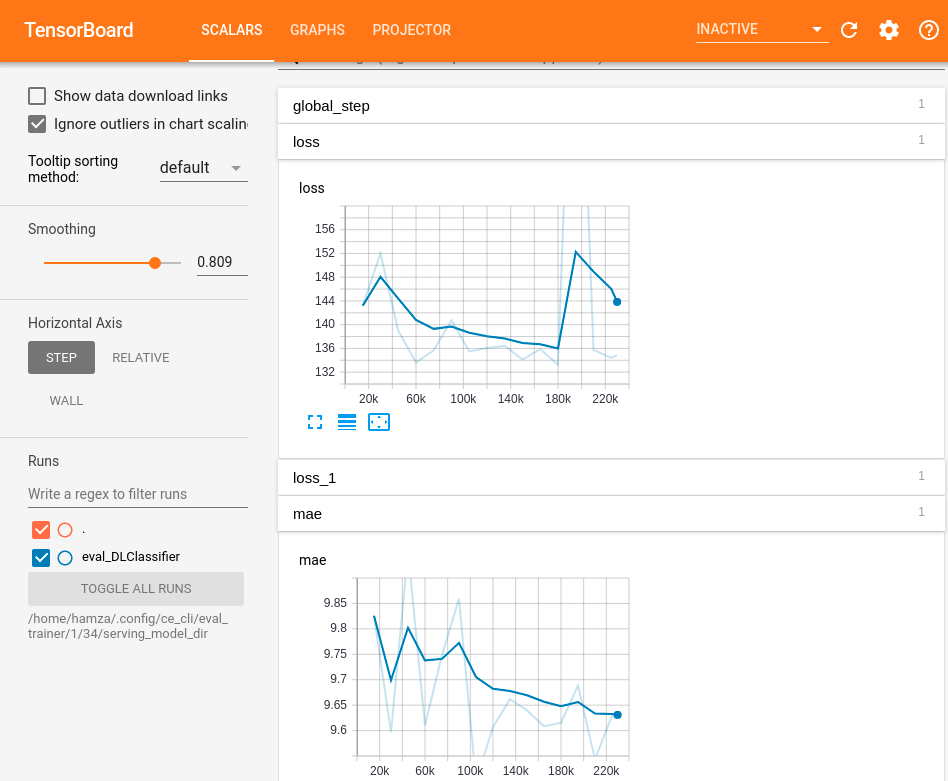 TensorBoard SCALARS GRAPHS PROJECTOR INACTIVE
Show data download links
Ignore outliers in chart scalin
Tooltip sorting
method:
default
Smoothing
0.809
Horizontal Axis
STEP RELATIVE
WALL
Runs
Write a regex to filter runs
.
eval_DLClassifier
TOGGLE ALL RUNS
/home/hamza/.config/ce_cli/eval_
trainer/1/34/serving_model_dir
global_step 1
loss 1
loss
156
152
148
144
140
136
132
20k 60k 100k 140k 180k 220k
loss_1 1
mae 1
mae
9.85
9.8
9.75
9.7
9.65
9.6
20k 60k 100k 140k 180k 220k